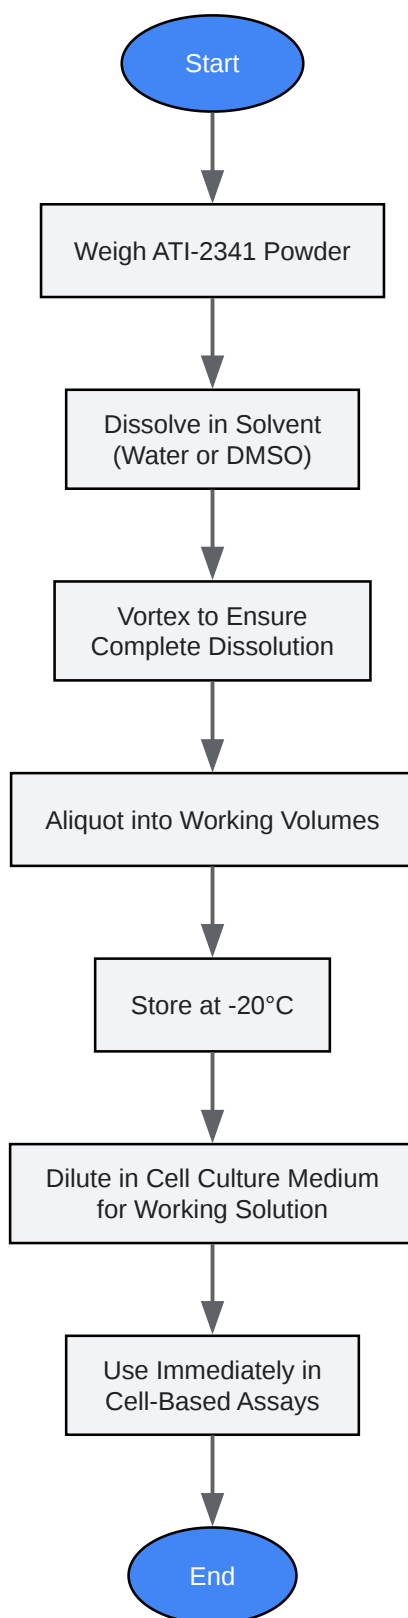 Start
Weigh ATI-2341 Powder
Dissolve in Solvent
(Water or DMSO)
Vortex to Ensure
Complete Dissolution
Aliquot into Working Volumes
Store at -20°C
Dilute in Cell Culture Medium
for Working Solution
Use Immediately in
Cell-Based Assays
End